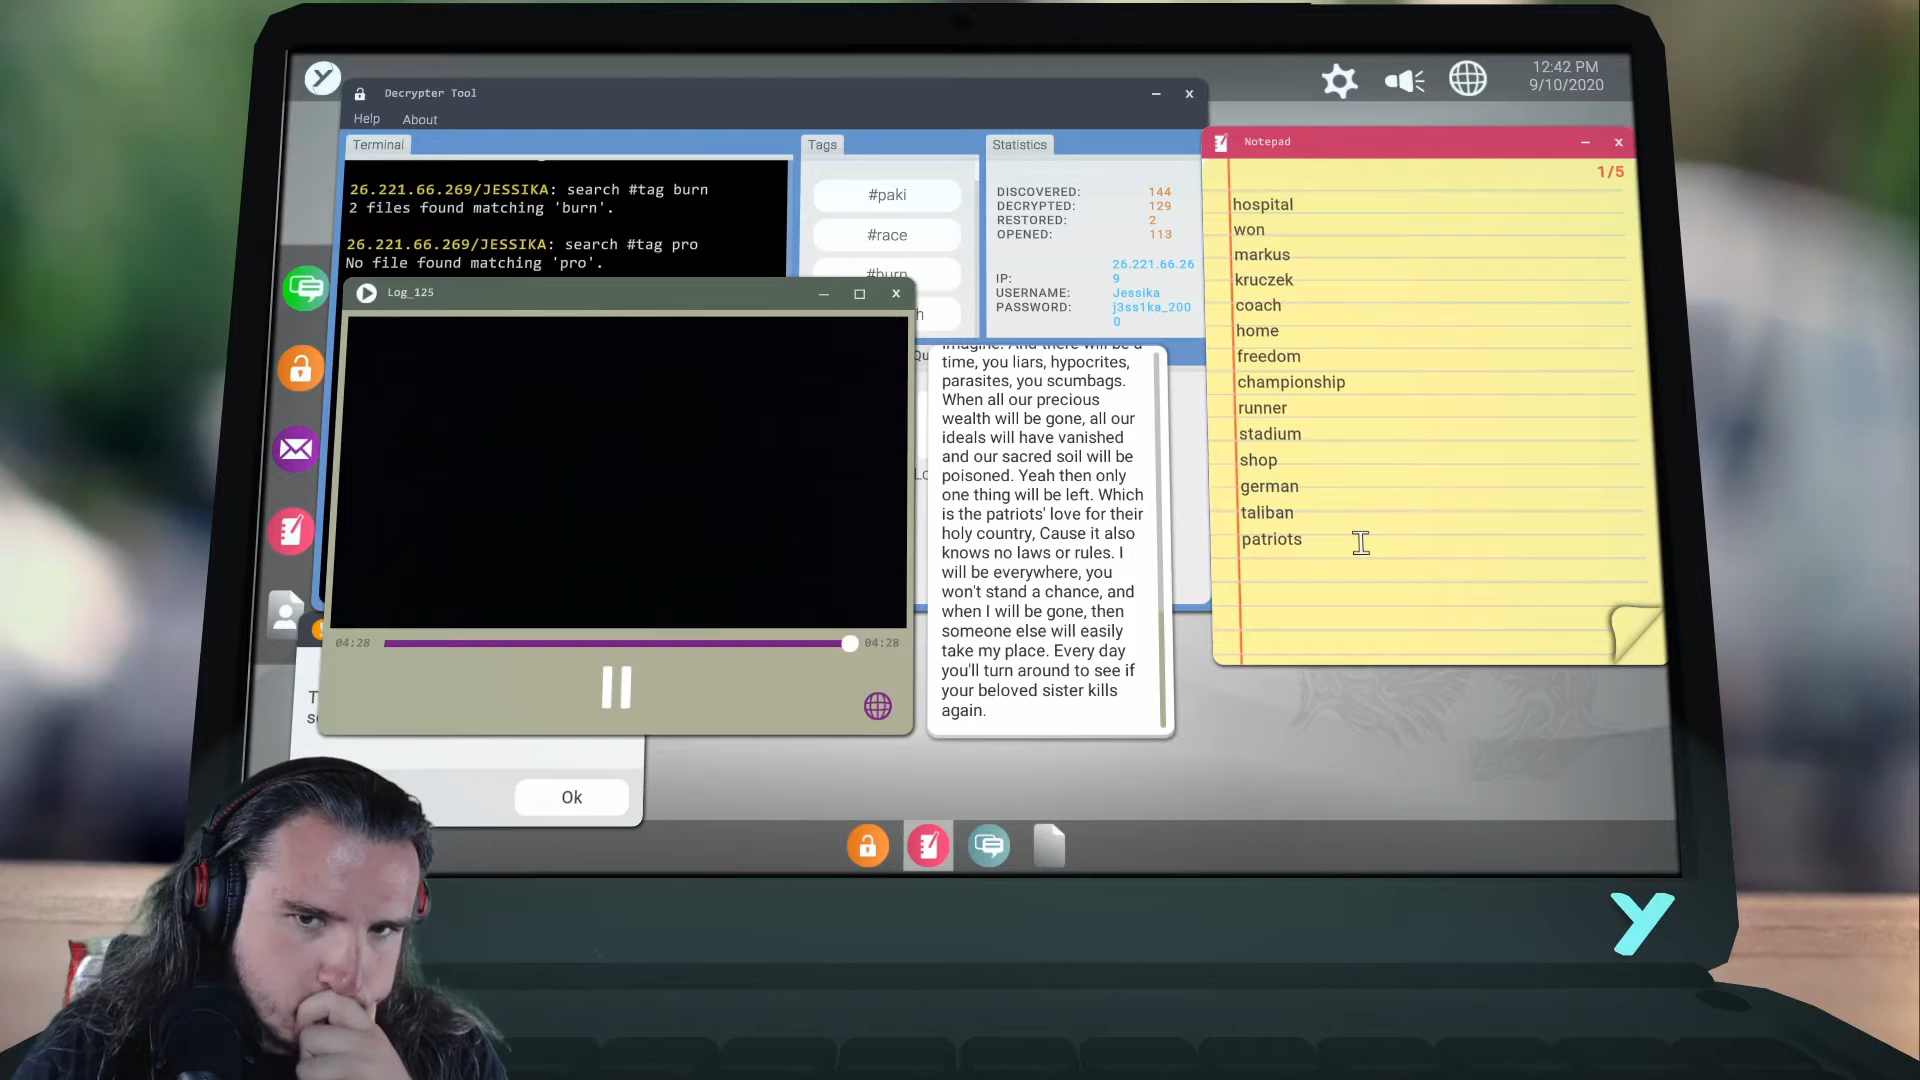 12:42 PM
9/10/2020
Decrypter Tool
Help About
Terminal
26.221.66.269/JESSIKA: search #tag burn
2 files found matching 'burn'.
26.221.66.269/JESSIKA: search #tag pro
No file found matching 'pro'.
Tags
#paki
#race
#burn
h
Statistics
DISCOVERED: 144
DECRYPTED: 129
RESTORED: 2
OPENED: 113
IP: 26.221.66.26
9
USERNAME: Jessika
PASSWORD: j3ss1ka_200
0
Log_125
04:28
04:28
Qu
time, you liars, hypocrites,
parasites, you scumbags.
When all our precious
wealth will be gone, all our
ideals will have vanished
and our sacred soil will be
poisoned. Yeah then only
one thing will be left. Which
is the patriots' love for their
holy country, Cause it also
knows no laws or rules. I
will be everywhere, you
won't stand a chance, and
when I will be gone, then
someone else will easily
take my place. Every day
you'll turn around to see if
your beloved sister kills
again.
Notepad
1/5
hospital
won
markus
kruczek
coach
home
freedom
championship
runner
stadium
shop
german
taliban
patriots
Ok